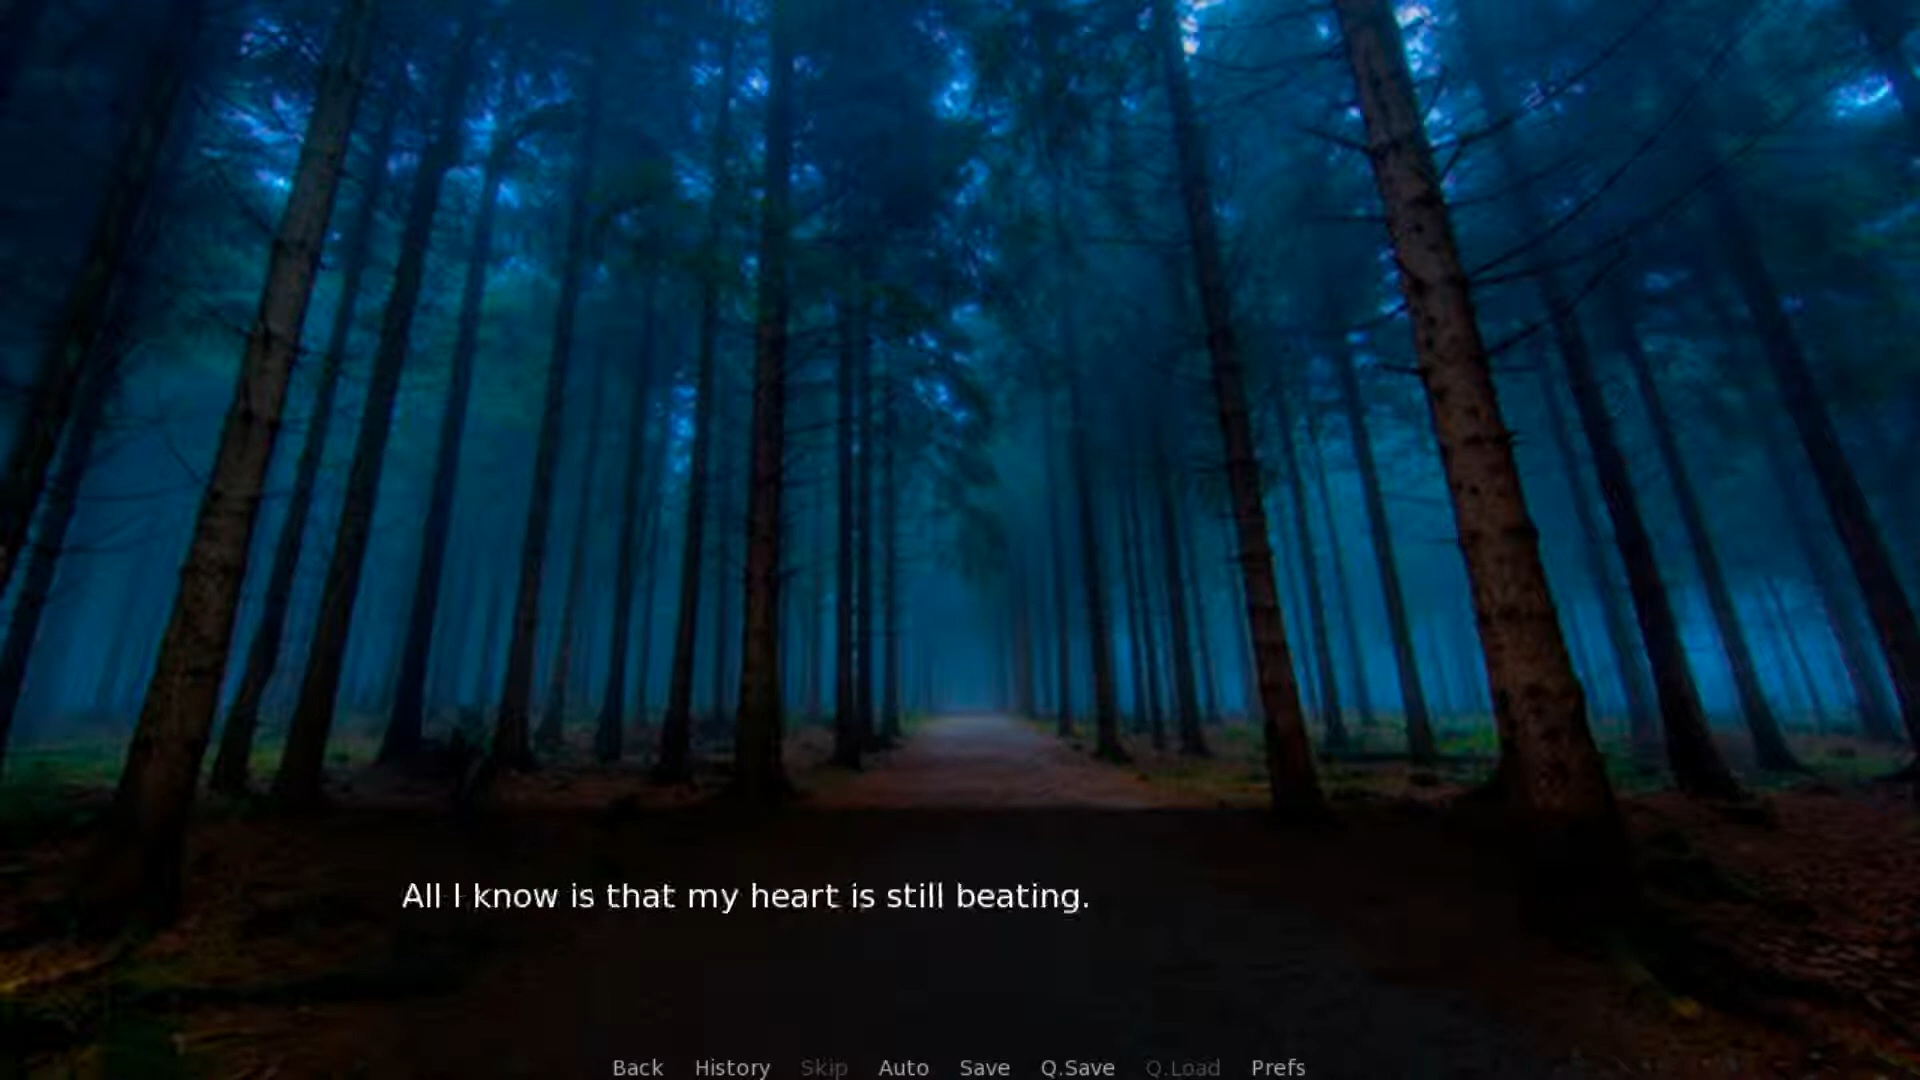 All I know is that my heart is still beating.
Back History Skip Auto Save Q.Save Q.Load Prefs